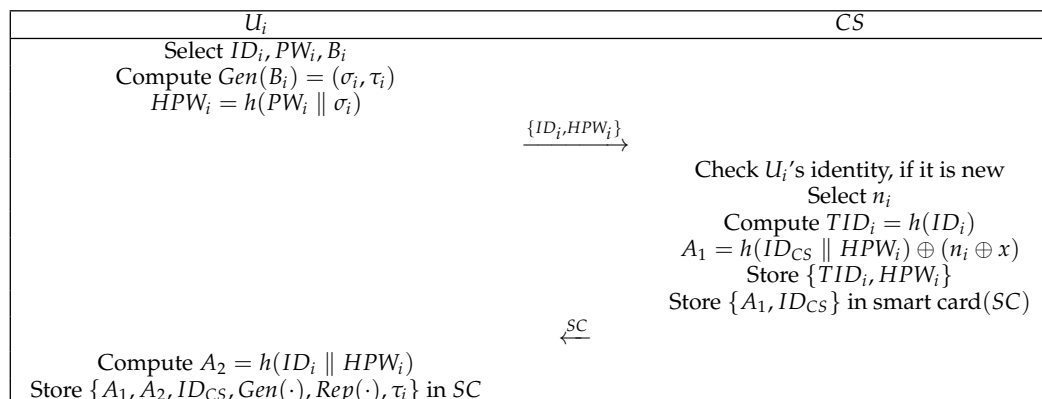 U_i CS
Select ID_i, PW_i, B_i
Compute Gen(B_i) = (σ_i, τ_i)
HPW_i = h(PW_i ∥ σ_i)
{ID_i,HPW_i}
Check U_i's identity, if it is new
Select n_i
Compute TID_i = h(ID_i)
A_1 = h(ID_CS ∥ HPW_i) ⊕ (n_i ⊕ x)
Store {TID_i, HPW_i}
Store {A_1, ID_CS} in smart card(SC)
SC
Compute A_2 = h(ID_i ∥ HPW_i)
Store {A_1, A_2, ID_CS, Gen(·), Rep(·), τ_i} in SC